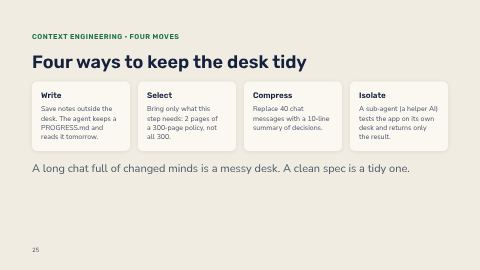 CONTEXT ENGINEERING · FOUR MOVES
Four ways to keep the desk tidy
Write
Save notes outside the
desk. The agent keeps a
PROGRESS.md and
reads it tomorrow.
Select
Bring only what this
step needs: 2 pages of
a 300-page policy, not
all 300.
Compress
Replace 40 chat
messages with a 10-line
summary of decisions.
Isolate
A sub-agent (a helper AI)
tests the app on its own
desk and returns only
the result.
A long chat full of changed minds is a messy desk. A clean spec is a tidy one.
25